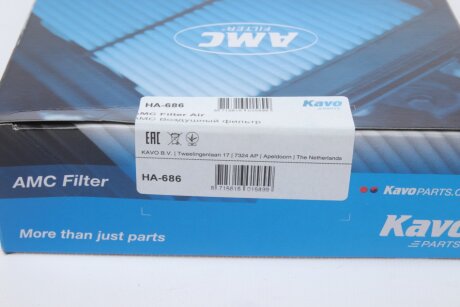 AMC
FILTER
HA-686
Kavo
AMC Filter Air
АМС Воздушный фильтр
EAC
KAVO B.V. | Tweelingenlaan 17 | 7324 AP | Apeldoorn | The Netherlands
HA-686
AMC Filter
KavoPARTS.C
Kavo
PARTS
More than just parts